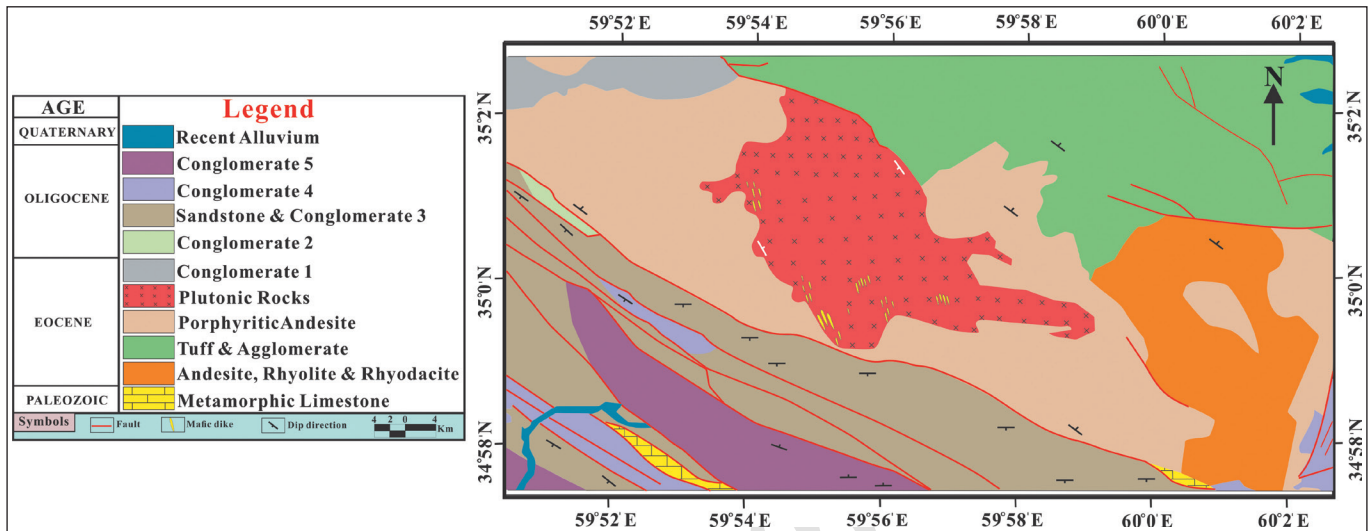 AGE
Legend
QUATERNARY
Recent Alluvium
OLIGOCENE
Conglomerate 5
Conglomerate 4
Sandstone & Conglomerate 3
Conglomerate 2
EOCENE
Conglomerate 1
Plutonic Rocks
Porphyritic Andesite
Tuff & Agglomerate
Andesite, Rhyolite & Rhyodacite
PALEOZOIC
Metamorphic Limestone
Symbols
Fault
Mafic dike
Dip direction
4 2 0 4
Km
59°52´E 59°54´E 59°56´E 59°58´E 60°0´E 60°2´E
N
35°2´N
35°0´N
34°58´N
35°2´N
35°0´N
34°58´N
59°52´E 59°54´E 59°56´E 59°58´E 60°0´E 60°2´E